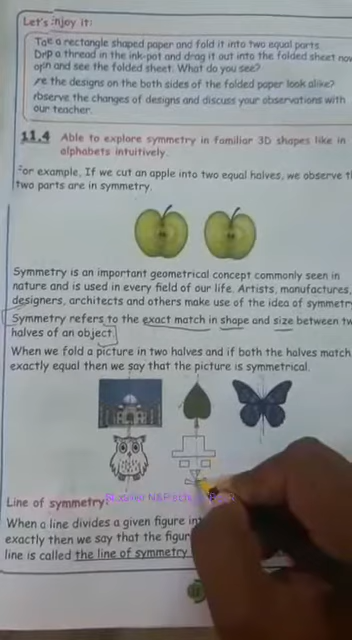 Let's njoy it:
Ta e a rectangle shaped paper and fold it into two equal parts.
Dr p a thread in the ink-pot and drag it out into the folded sheet now
op n and see the folded sheet. What do you see?
re the designs on the both sides of the folded paper look alike?
bserve the changes of designs and discuss your observations with
our teacher.
11.4 Able to explore symmetry in familiar 3D shapes like in
alphabets intuitively.
For example, If we cut an apple into two equal halves, we observe t
two parts are in symmetry.
Symmetry is an important geometrical concept commonly seen in
nature and is used in every field of our life. Artists, manufactures,
designers, architects and others make use of the idea of symmetr
Symmetry refers to the exact match in shape and size between tw
halves of an object.
When we fold a picture in two halves and if both the halves match
exactly equal then we say that the picture is symmetrical.
Line of symmetry:
When a line divides a given figure in
exactly then we say that the figur
line is called the line of symmetry